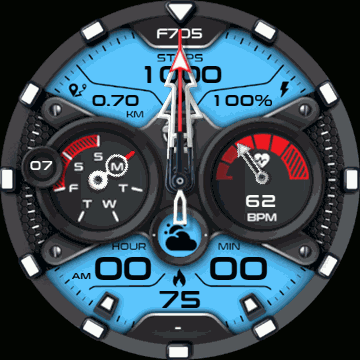 F705
STEPS
1000
0.70
KM
100%
07
S
S
M
T
W
T
F
62
BPM
HOUR
MIN
AM
00
00
75
-